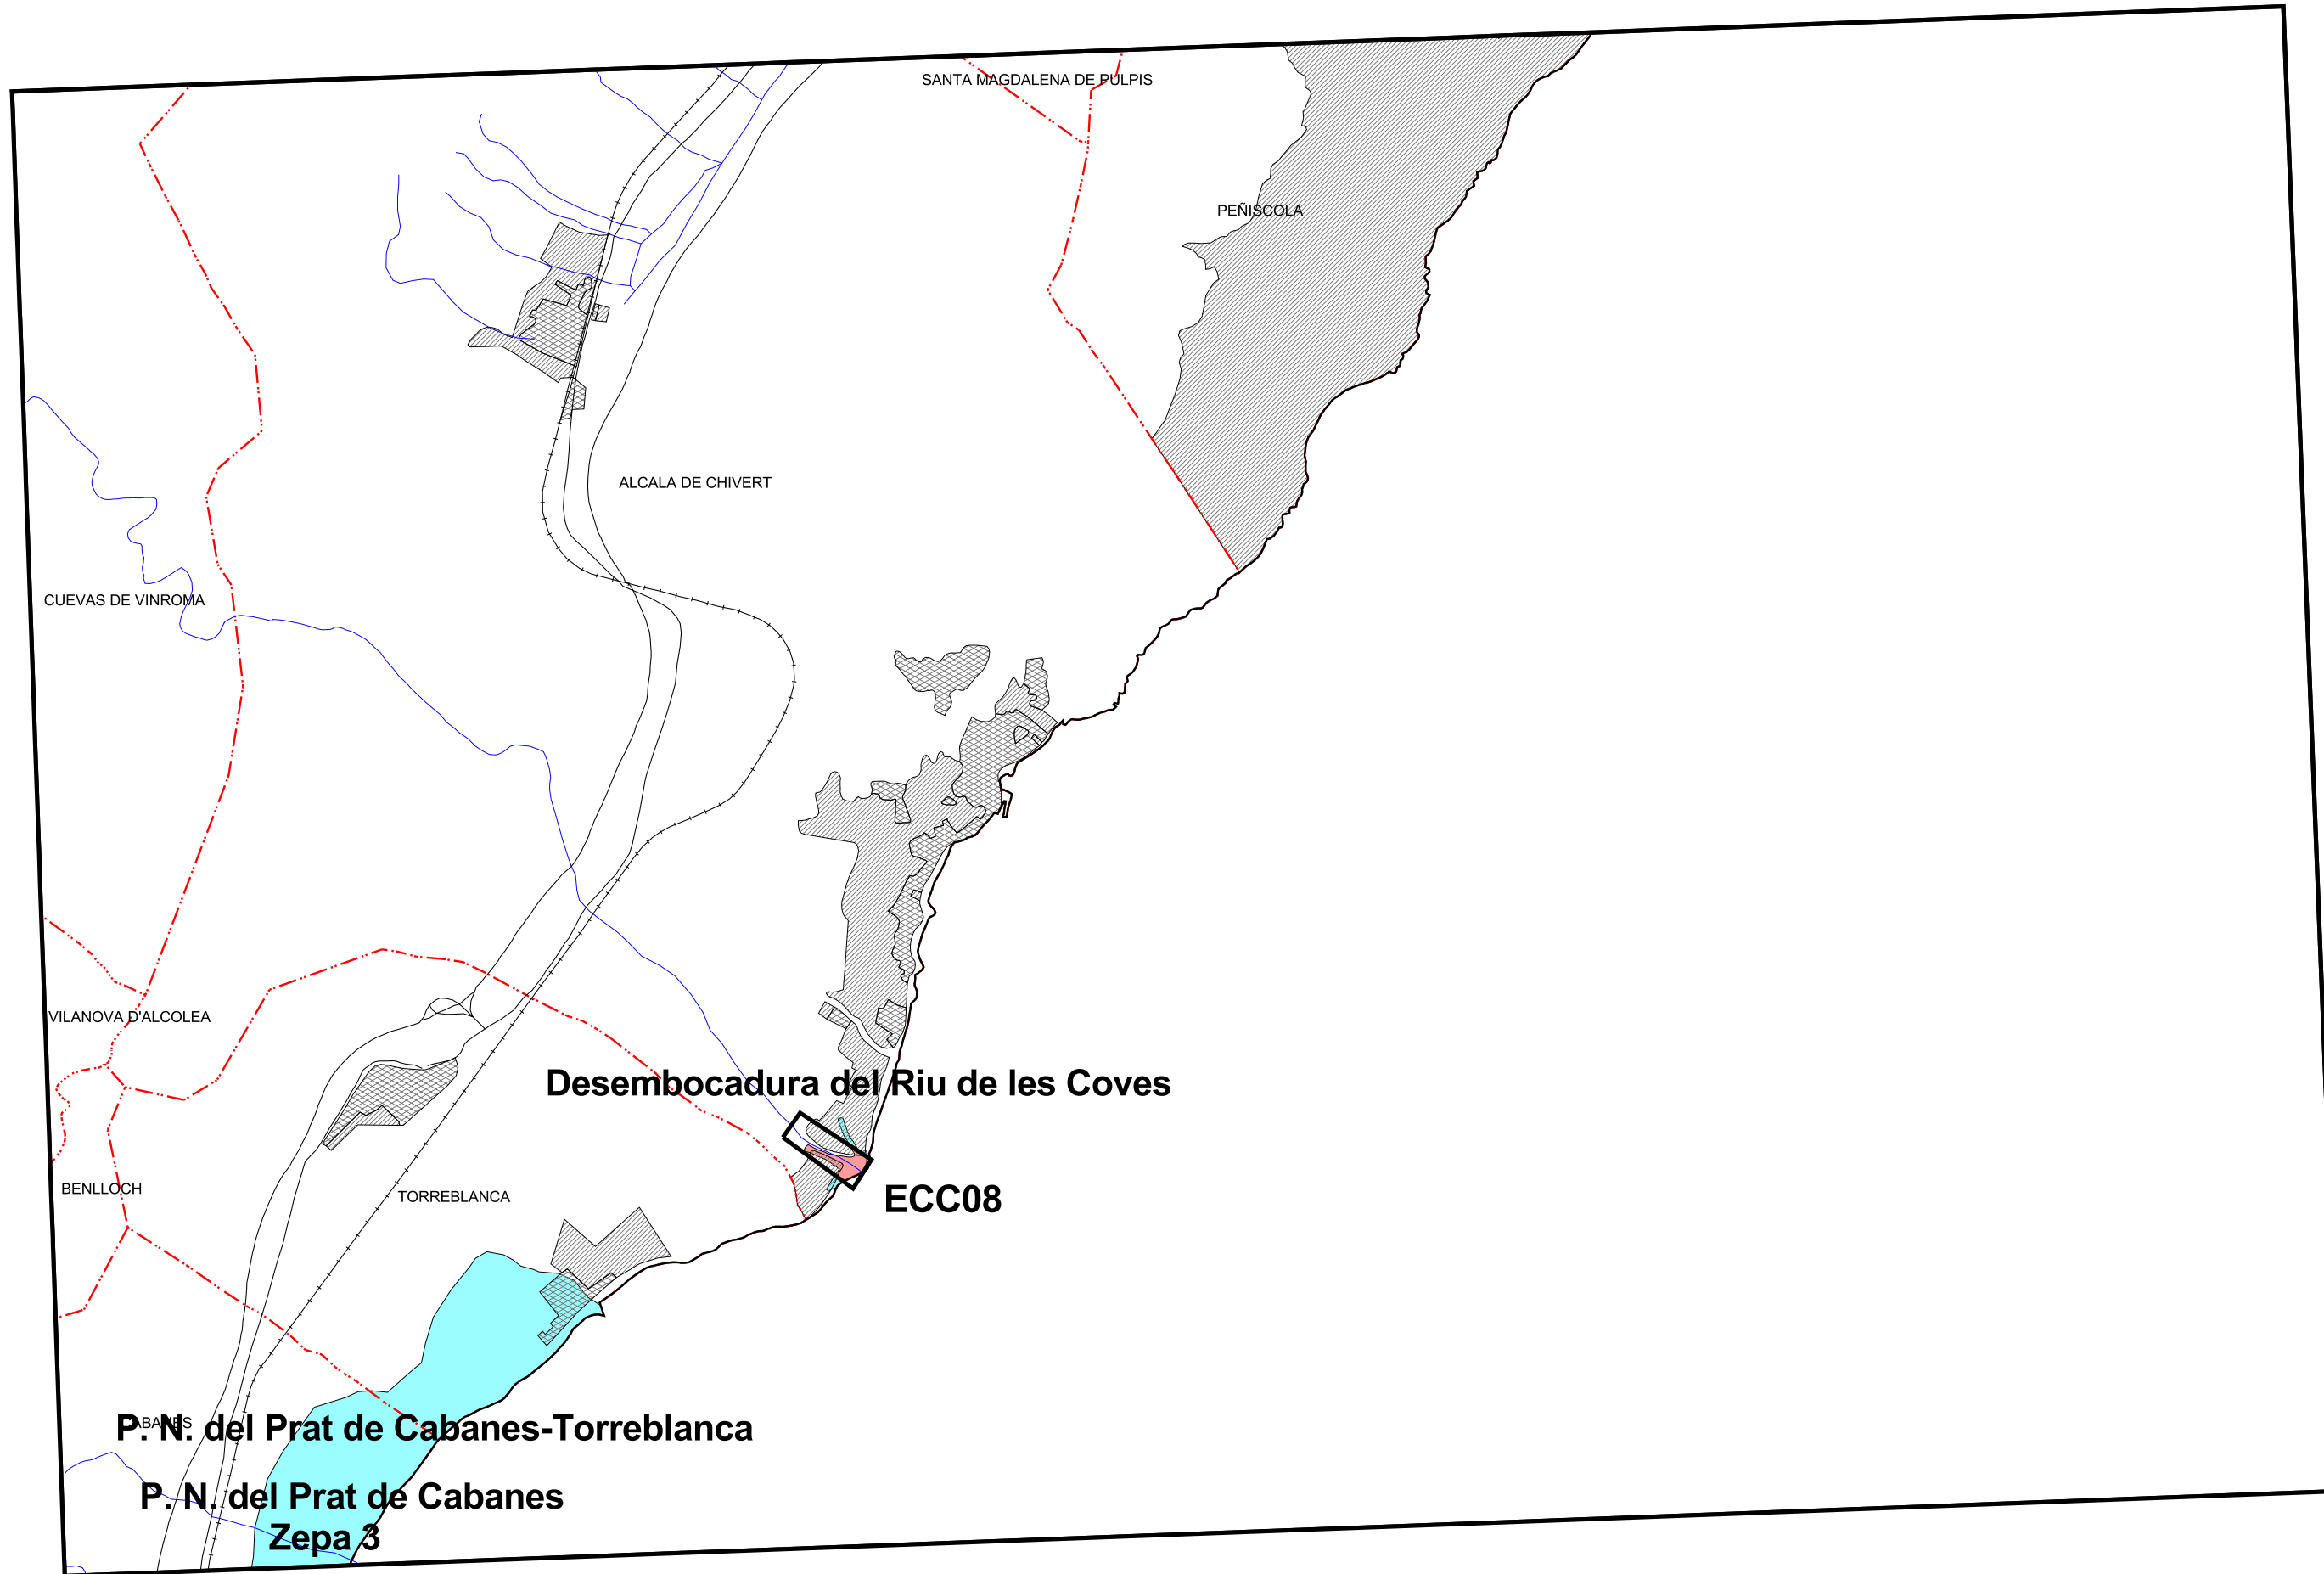 SANTA MAGDALENA DE PULPIS
PEÑISCOLA
ALCALA DE CHIVERT
CUEVAS DE VINROMA
VILANOVA D'ALCOLEA
Desembocadura del Riu de les Coves
BENLLOCH
TORREBLANCA
ECC08
CABANES
P. N. del Prat de Cabanes-Torreblanca
P. N. del Prat de Cabanes
Zepa 3